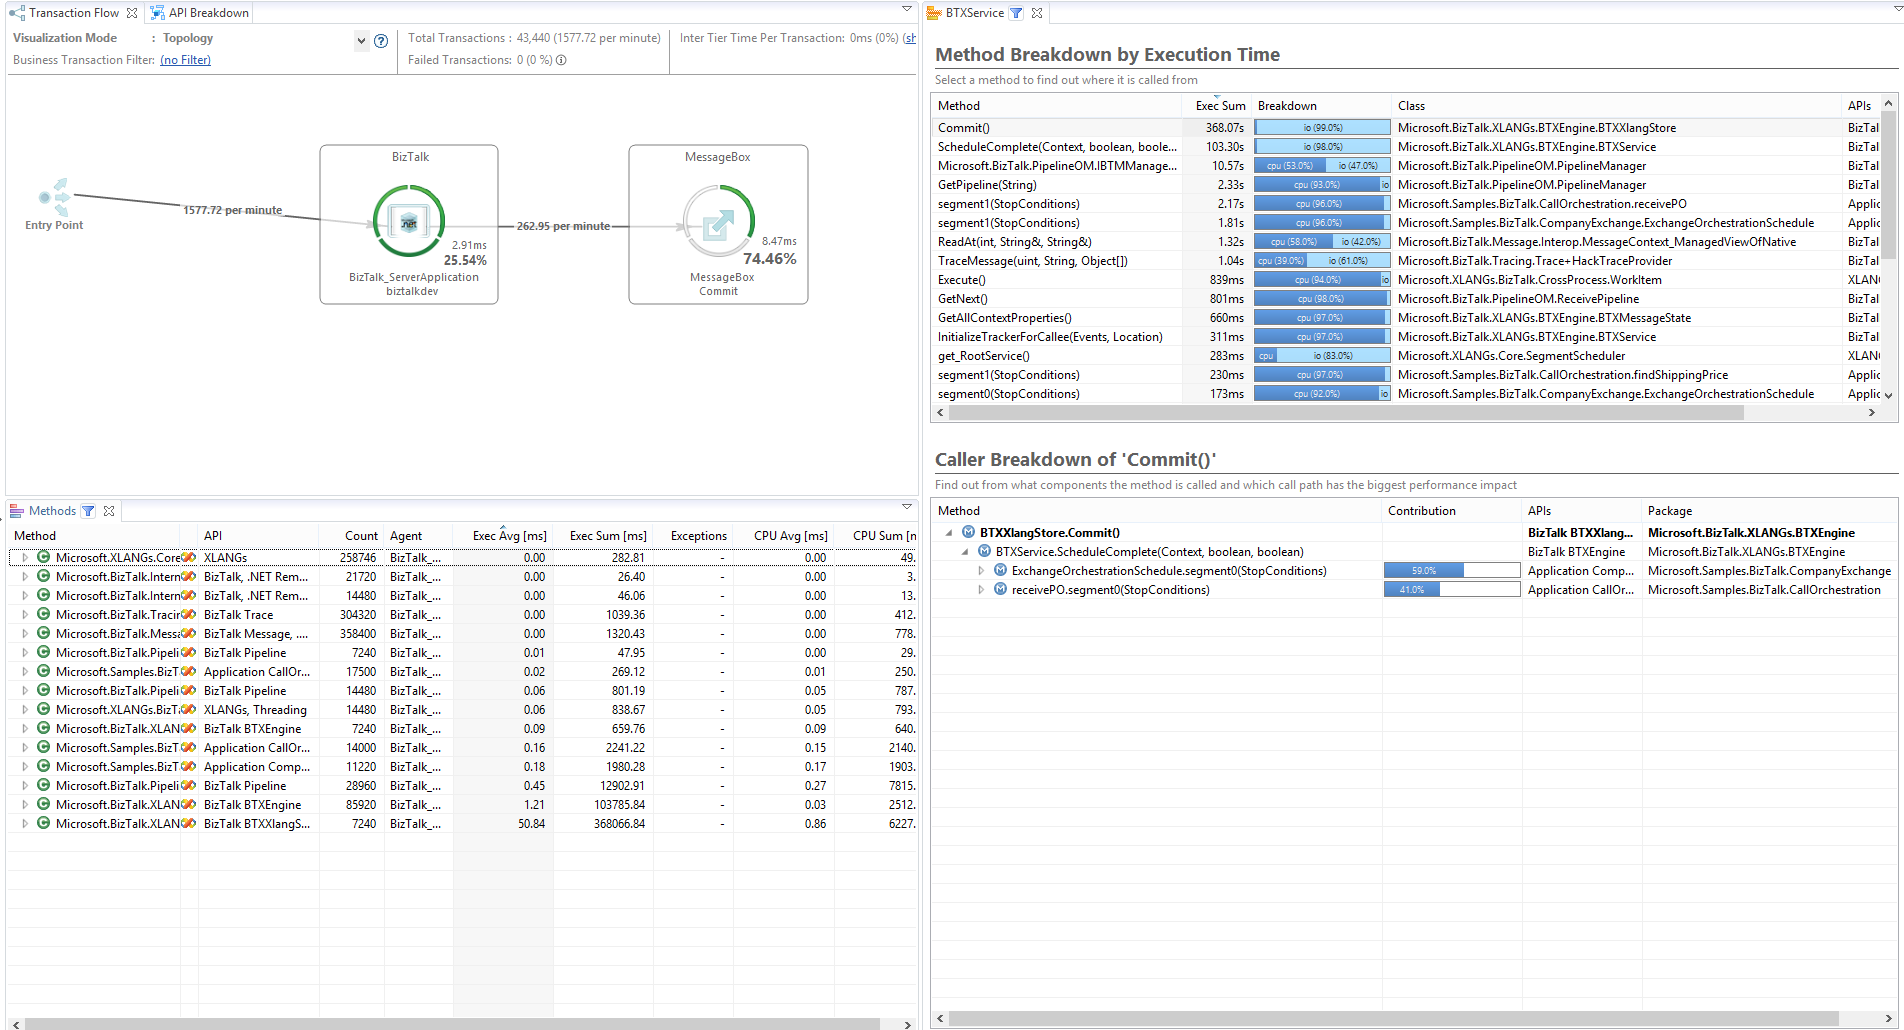 Transaction Flow
API Breakdown
Visualization Mode : Topology
Business Transaction Filter: (no Filter)
Total Transactions : 43,440 (1577.72 per minute)
Failed Transactions: 0 (0 %)
Inter Tier Time Per Transaction: 0ms (0%) (sh
Entry Point
1577.72 per minute
BizTalk
.net
2.91ms
25.54%
BizTalk_ServerApplication
biztalkdev
262.95 per minute
MessageBox
8.47ms
74.46%
MessageBox
Commit
Methods
Method API Count Agent Exec Avg [ms] Exec Sum [ms] Exceptions CPU Avg [ms] CPU Sum [n
Microsoft.XLANGs.Core XLANGs 258746 BizTalk_... 0.00 282.81 - 0.00 49.
Microsoft.BizTalk.Intern BizTalk, .NET Rem... 21720 BizTalk_... 0.00 26.40 - 0.00 3.
Microsoft.BizTalk.Intern BizTalk, .NET Rem... 14480 BizTalk_... 0.00 46.06 - 0.00 13.
Microsoft.BizTalk.Tracin BizTalk Trace 304320 BizTalk_... 0.00 1039.36 - 0.00 412.
Microsoft.BizTalk.Messa BizTalk Message, .... 358400 BizTalk_... 0.00 1320.43 - 0.00 778.
Microsoft.BizTalk.Pipeli BizTalk Pipeline 7240 BizTalk_... 0.01 47.95 - 0.00 29.
Microsoft.Samples.BizT Application CallOr... 17500 BizTalk_... 0.02 269.12 - 0.01 250.
Microsoft.BizTalk.Pipeli BizTalk Pipeline 14480 BizTalk_... 0.06 801.19 - 0.05 787.
Microsoft.XLANGs.BizTa XLANGs, Threading 14480 BizTalk_... 0.06 838.67 - 0.05 793.
Microsoft.BizTalk.XLAN BizTalk BTXEngine 7240 BizTalk_... 0.09 659.76 - 0.09 640.
Microsoft.Samples.BizT Application CallOr... 14000 BizTalk_... 0.16 2241.22 - 0.15 2140.
Microsoft.Samples.BizT Application Comp... 11220 BizTalk_... 0.18 1980.28 - 0.17 1903.
Microsoft.BizTalk.Pipeli BizTalk Pipeline 28960 BizTalk_... 0.45 12902.91 - 0.27 7815.
Microsoft.BizTalk.XLAN BizTalk BTXEngine 85920 BizTalk_... 1.21 103785.84 - 0.03 2512.
Microsoft.BizTalk.XLAN BizTalk BTXXlangS... 7240 BizTalk_... 50.84 368066.84 - 0.86 6227.
BTXService
Method Breakdown by Execution Time
Select a method to find out where it is called from
Method Exec Sum Breakdown Class APIs
Commit() 368.07s io (99.0%) Microsoft.BizTalk.XLANGs.BTXEngine.BTXXlangStore BizTal
ScheduleComplete(Context, boolean, boole... 103.30s io (98.0%) Microsoft.BizTalk.XLANGs.BTXEngine.BTXService BizTal
Microsoft.BizTalk.PipelineOM.IBTMManage... 10.57s cpu (53.0%) io (47.0%) Microsoft.BizTalk.PipelineOM.PipelineManager BizTal
GetPipeline(String) 2.33s cpu (93.0%) io Microsoft.BizTalk.PipelineOM.PipelineManager BizTal
segment1(StopConditions) 2.17s cpu (96.0%) Microsoft.Samples.BizTalk.CallOrchestration.receivePO Applic
segment1(StopConditions) 1.81s cpu (96.0%) Microsoft.Samples.BizTalk.CompanyExchange.ExchangeOrchestrationSchedule Applic
ReadAt(int, String&, String&) 1.32s cpu (58.0%) io (42.0%) Microsoft.BizTalk.Message.Interop.MessageContext_ManagedViewOfNative BizTal
TraceMessage(uint, String, Object[]) 1.04s cpu (39.0%) io (61.0%) Microsoft.BizTalk.Tracing.Trace+HackTraceProvider BizTal
Execute() 839ms cpu (94.0%) io Microsoft.XLANGs.BizTalk.CrossProcess.WorkItem XLAN
GetNext() 801ms cpu (98.0%) Microsoft.BizTalk.PipelineOM.ReceivePipeline BizTal
GetAllContextProperties() 660ms cpu (97.0%) Microsoft.BizTalk.XLANGs.BTXEngine.BTXMessageState BizTal
InitializeTrackerForCallee(Events, Location) 311ms cpu (97.0%) Microsoft.BizTalk.XLANGs.BTXEngine.BTXService BizTal
get_RootService() 283ms cpu io (83.0%) Microsoft.XLANGs.Core.SegmentScheduler XLAN
segment1(StopConditions) 230ms cpu (97.0%) Microsoft.Samples.BizTalk.CallOrchestration.findShippingPrice Applic
segment0(StopConditions) 173ms cpu (92.0%) io Microsoft.Samples.BizTalk.CompanyExchange.ExchangeOrchestrationSchedule Applic
Caller Breakdown of 'Commit()'
Find out from what components the method is called and which call path has the biggest performance impact
Method Contribution APIs Package
BTXXlangStore.Commit() BizTalk BTXXlang... Microsoft.BizTalk.XLANGs.BTXEngine
BTXService.ScheduleComplete(Context, boolean, boolean) BizTalk BTXEngine Microsoft.BizTalk.XLANGs.BTXEngine
ExchangeOrchestrationSchedule.segment0(StopConditions) 59.0% Application Comp... Microsoft.Samples.BizTalk.CompanyExchange
receivePO.segment0(StopConditions) 41.0% Application CallOr... Microsoft.Samples.BizTalk.CallOrchestration